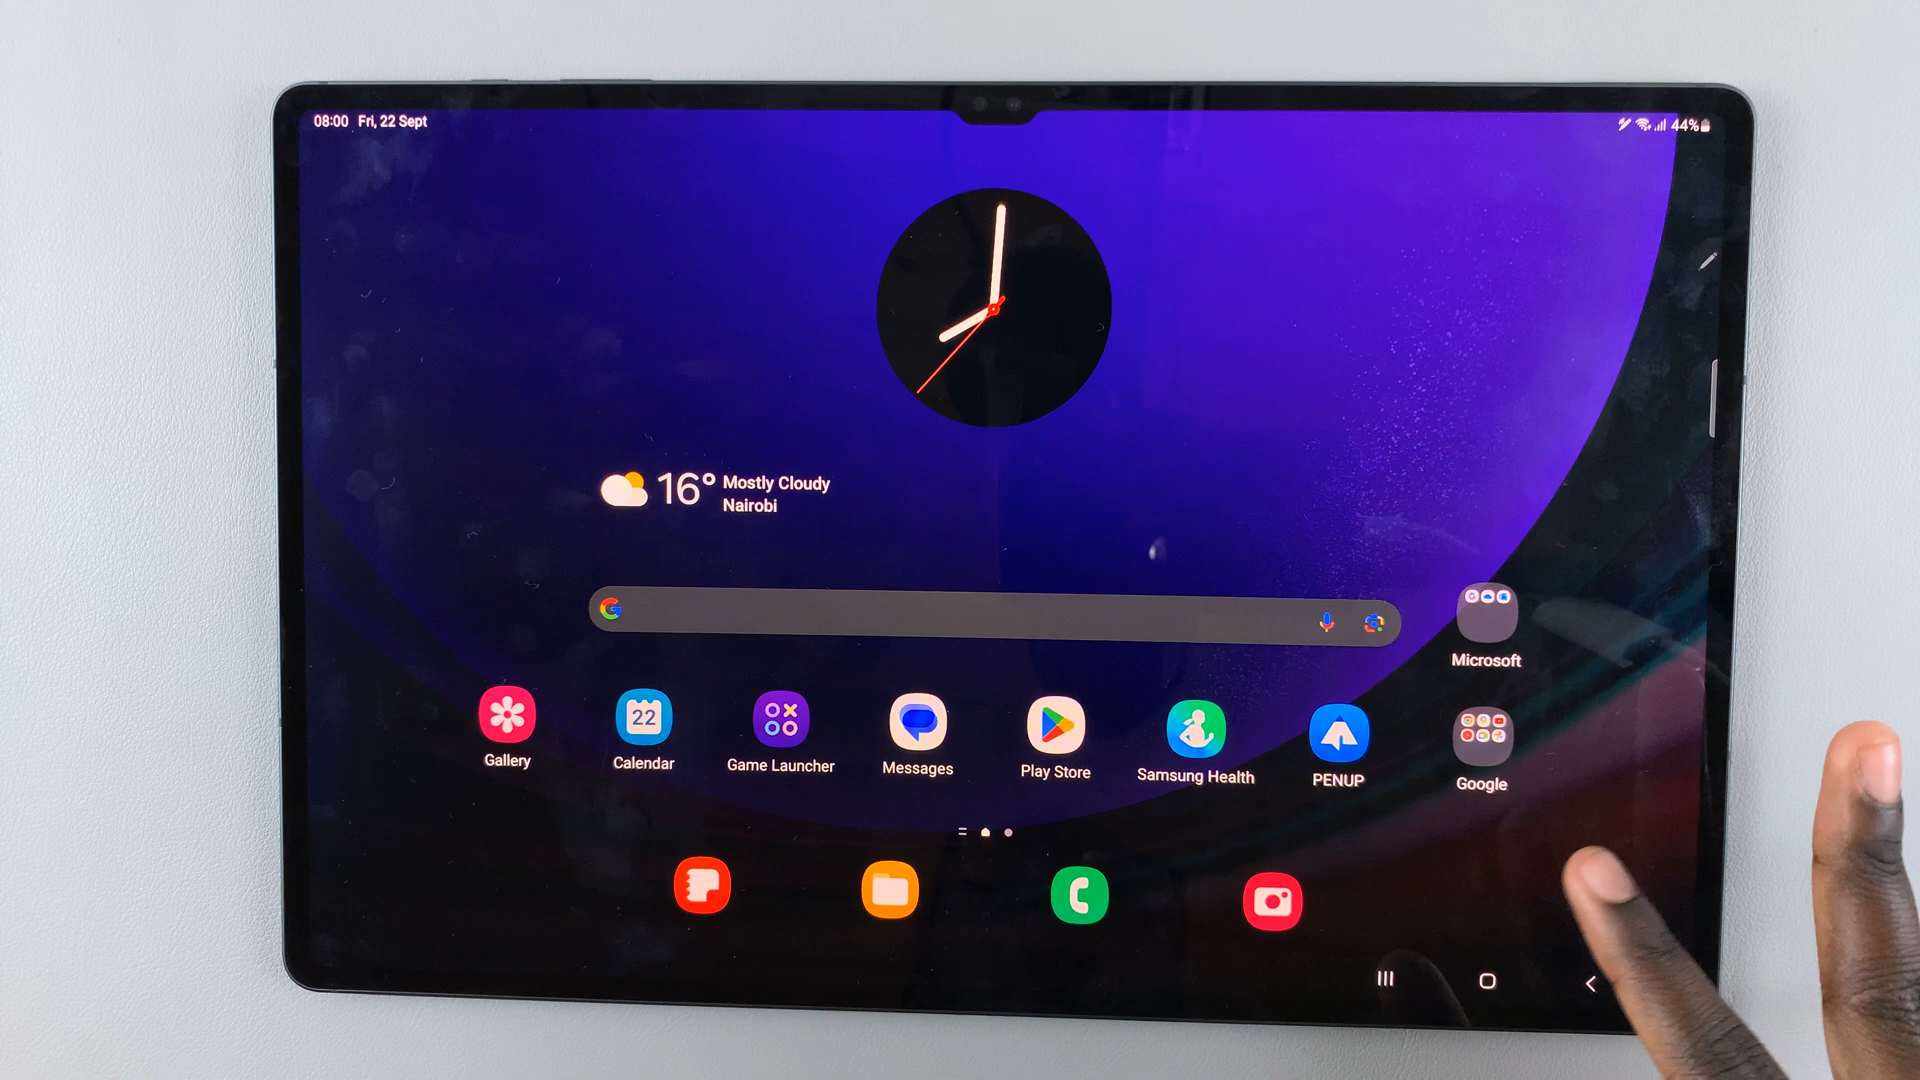 08:00 Fri, 22 Sept
44%
16° Mostly Cloudy
Nairobi
Microsoft
22
Gallery
Calendar
Game Launcher
Messages
Play Store
Samsung Health
PENUP
Google